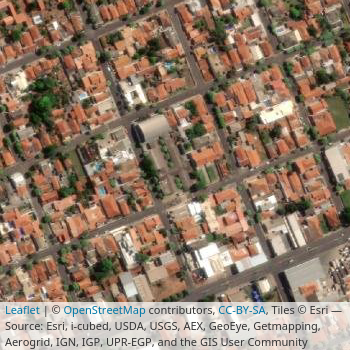 Leaflet | © OpenStreetMap contributors, CC-BY-SA, Tiles © Esri —
Source: Esri, i-cubed, USDA, USGS, AEX, GeoEye, Getmapping,
Aerogrid, IGN, IGP, UPR-EGP, and the GIS User Community